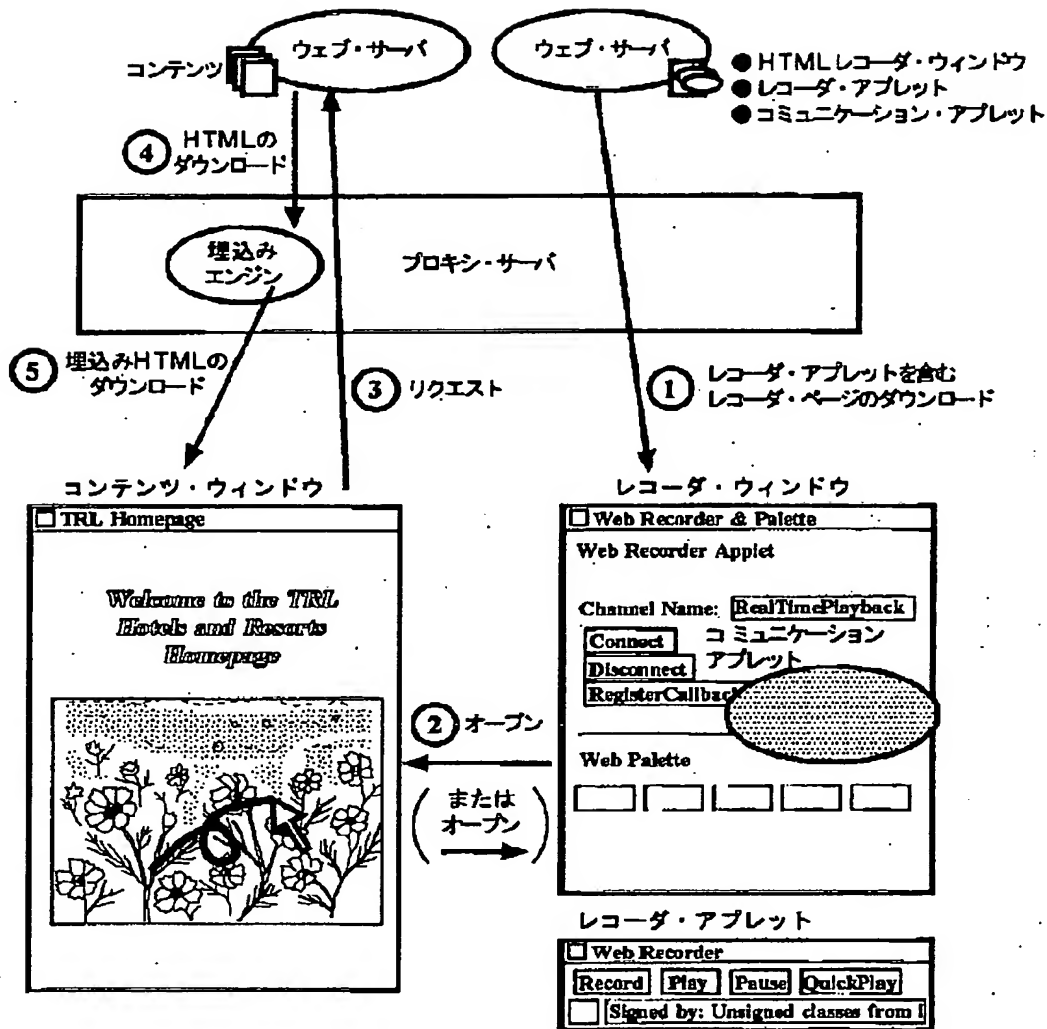 ウェブ・サーバ
コンテンツ
ウェブ・サーバ
●HTMLレコーダ・ウィンドウ
●レコーダ・アプレット
●コミュニケーション・アプレット
④ HTMLの
ダウンロード
埋込み
エンジン
プロキシ・サーバ
⑤ 埋込みHTMLの
ダウンロード
③ リクエスト
① レコーダ・アプレットを含む
レコーダ・ページのダウンロード
コンテンツ・ウィンドウ
TRL Homepage
Welcome to the TRL
Hotels and Resorts
Homepage
② オープン
(または
オープン)
レコーダ・ウィンドウ
Web Recorder & Palette
Web Recorder Applet
Channel Name: RealTimePlayback
Connect
Disconnect
RegisterCallback
コミュニケーション
アプレット
Web Palette
レコーダ・アプレット
Web Recorder
Record Play Pause QuickPlay
Signed by: Unsigned classes from